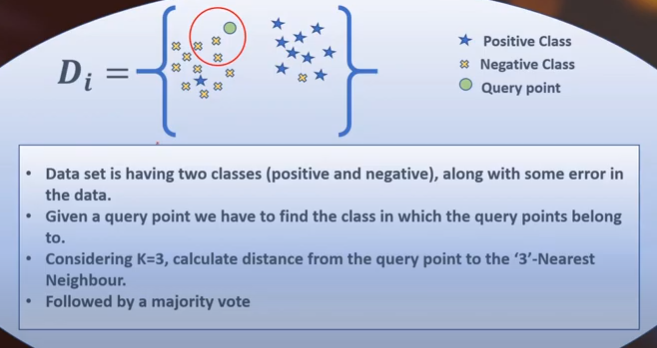 Dᵢ =
Positive Class
Negative Class
Query point
• Data set is having two classes (positive and negative), along with some error in
the data.
• Given a query point we have to find the class in which the query points belong
to.
• Considering K=3, calculate distance from the query point to the ‘3’-Nearest
Neighbour.
• Followed by a majority vote